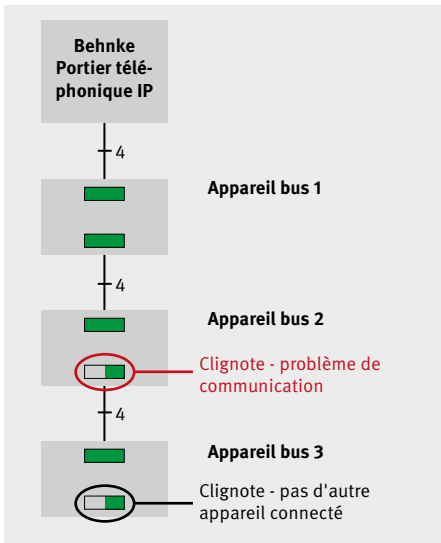 Behnke
Portier télé-
phonique IP
4
Appareil bus 1
4
Appareil bus 2
Clignote - problème de
communication
4
Appareil bus 3
Clignote - pas d'autre
appareil connecté